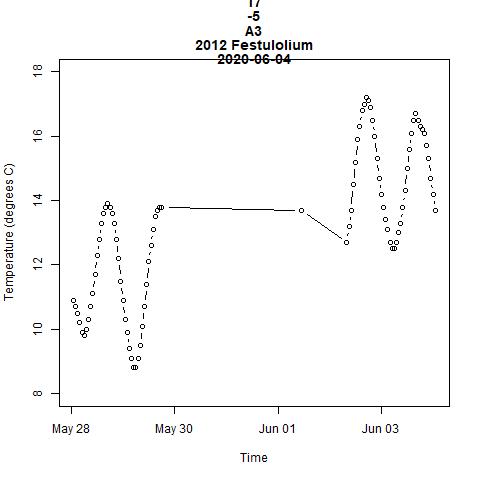 17
-5
A3
2012 Festulolium
2020-06-04
18
16
14
12
10
8
Temperature (degrees C)
May 28
May 30
Jun 01
Jun 03
Time